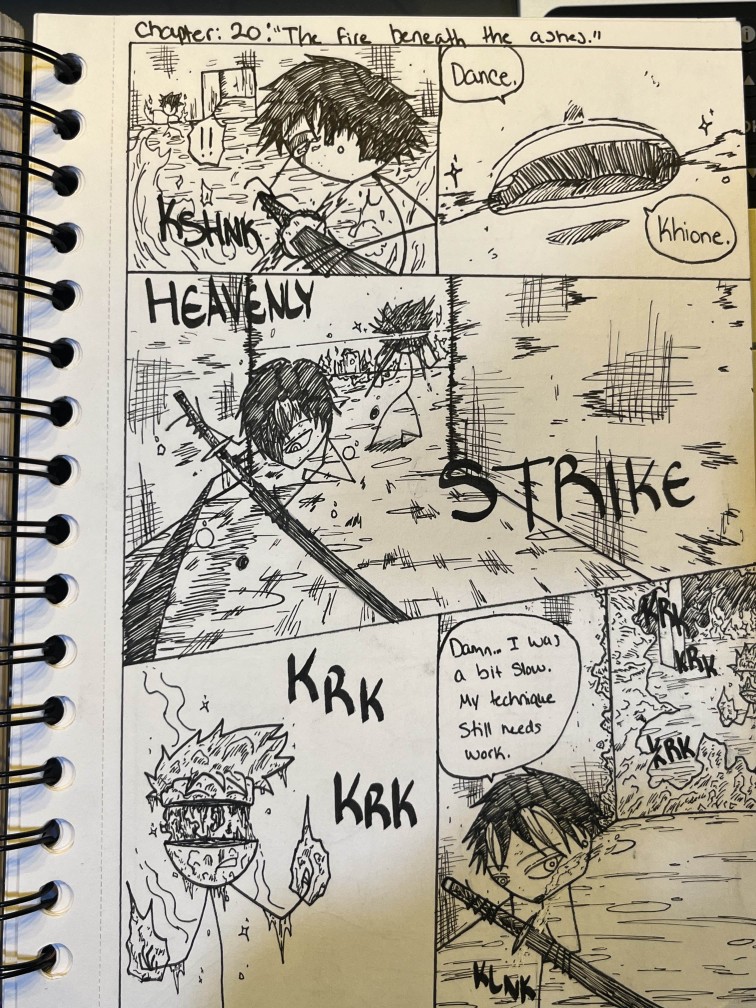 Chapter: 20: "The fire beneath the ashes."
!!
KSHNK
Dance.
Khione.
HEAVENLY
STRIKE
KRK
KRK
Damn... I was
a bit slow.
My technique
still needs
work.
KRK
KRK
KRK
KLNK